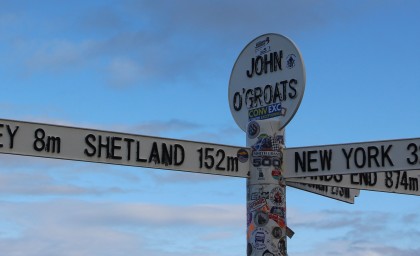 JOHN
O'GROATS
EY 8m SHETLAND 152m
NEW YORK 3
NDS END 874m